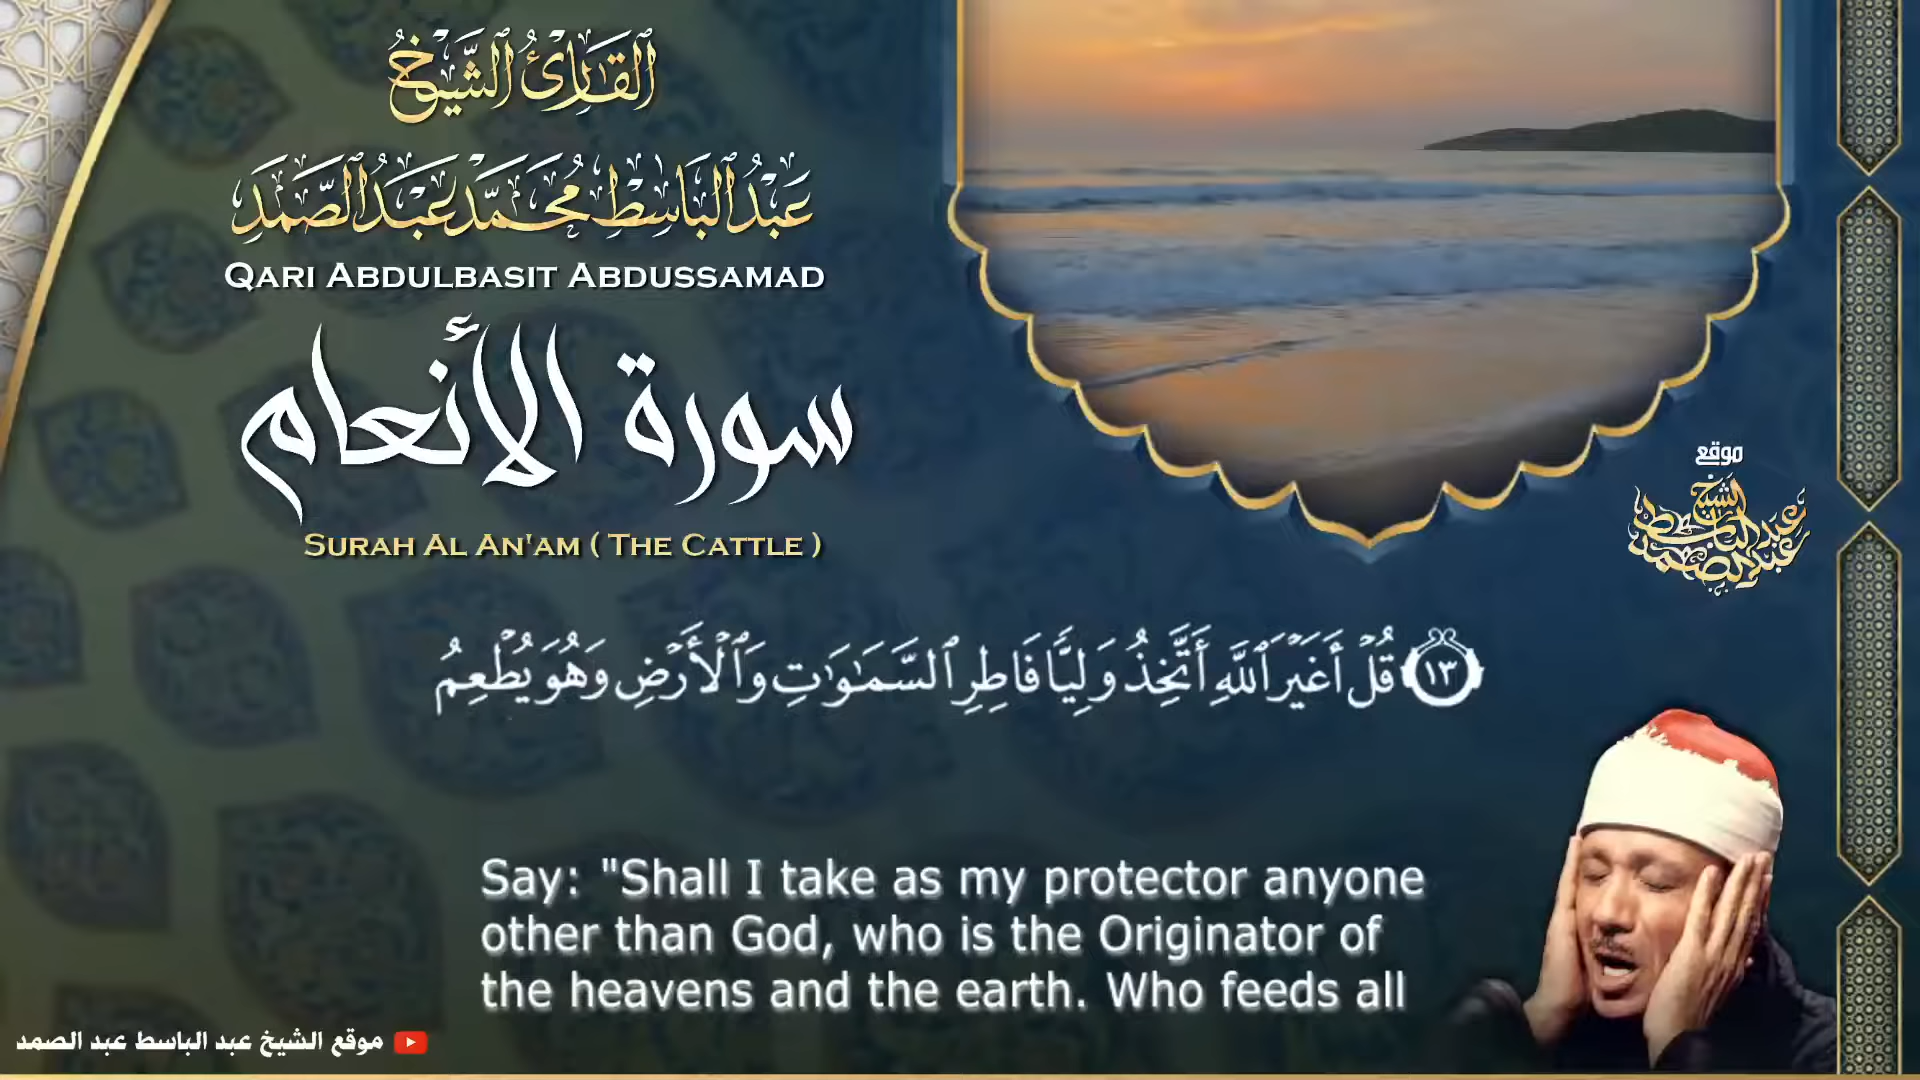 القارئ الشيخ
عبد الباسط محمد عبد الصمد
QARI ABDULBASIT ABDUSSAMAD
سورة الأنعام
SURAH AL AN'AM ( THE CATTLE )
موقع
الشيخ
عبد الباسط
عبد الصمد
١٣ قُلْ أَغَيْرَ ٱللَّهِ أَتَّخِذُ وَلِيًّا فَاطِرِ ٱلسَّمَـٰوَٰتِ وَٱلْأَرْضِ وَهُوَ يُطْعِمُ
Say: "Shall I take as my protector anyone
other than God, who is the Originator of
the heavens and the earth. Who feeds all
موقع الشيخ عبد الباسط عبد الصمد